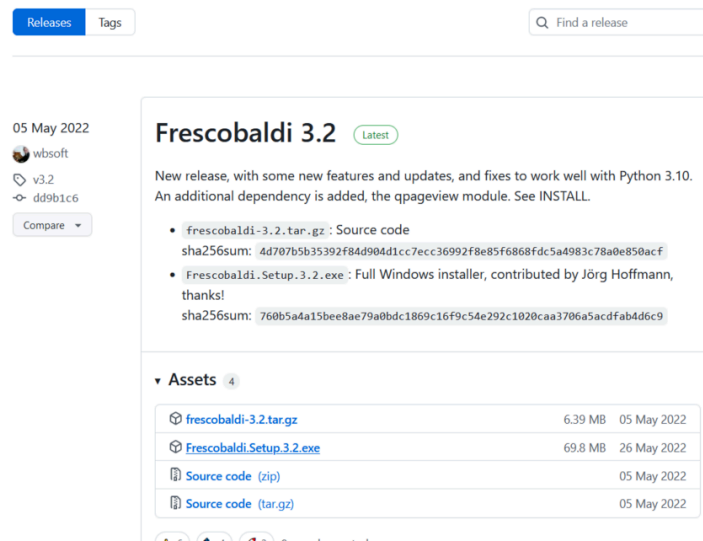 Releases Tags Find a release
05 May 2022
wbsoft
v3.2
dd9b1c6
Compare
Frescobaldi 3.2 Latest
New release, with some new features and updates, and fixes to work well with Python 3.10.
An additional dependency is added, the qpageview module. See INSTALL.
frescobaldi-3.2.tar.gz : Source code
sha256sum: 4d707b5b35392f84d904d1cc7ecc36992f8e85f6868fdc5a4983c78a0e850acf
Frescobaldi.Setup.3.2.exe : Full Windows installer, contributed by Jörg Hoffmann,
thanks!
sha256sum: 760b5a4a15bee8ae79a0bdc1869c16f9c54e292c1020caa3706a5acdfab4d6c9
Assets 4
frescobaldi-3.2.tar.gz 6.39 MB 05 May 2022
Frescobaldi.Setup.3.2.exe 69.8 MB 26 May 2022
Source code (zip) 05 May 2022
Source code (tar.gz) 05 May 2022